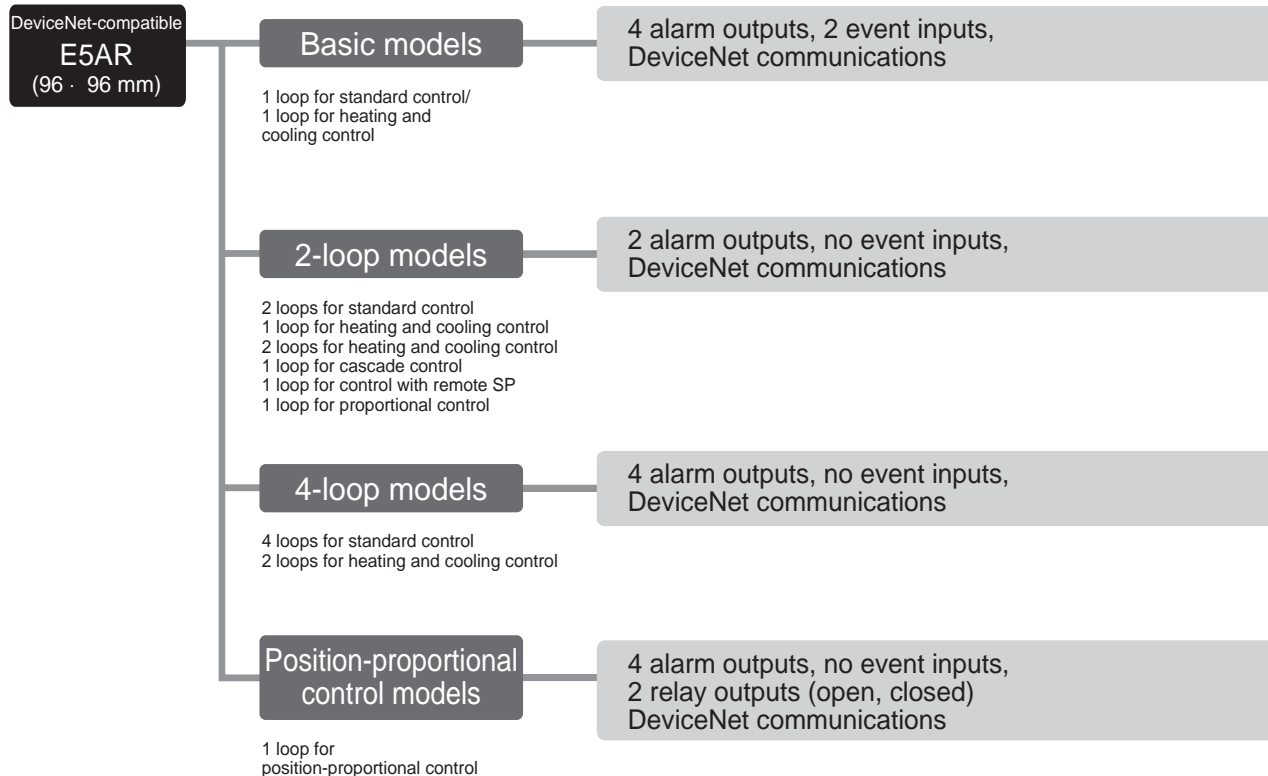 DeviceNet-compatible
E5AR
(96 · 96 mm)
Basic models
4 alarm outputs, 2 event inputs,
DeviceNet communications
1 loop for standard control/
1 loop for heating and
cooling control
2-loop models
2 alarm outputs, no event inputs,
DeviceNet communications
2 loops for standard control
1 loop for heating and cooling control
2 loops for heating and cooling control
1 loop for cascade control
1 loop for control with remote SP
1 loop for proportional control
4-loop models
4 alarm outputs, no event inputs,
DeviceNet communications
4 loops for standard control
2 loops for heating and cooling control
Position-proportional
control models
4 alarm outputs, no event inputs,
2 relay outputs (open, closed)
DeviceNet communications
1 loop for
position-proportional control